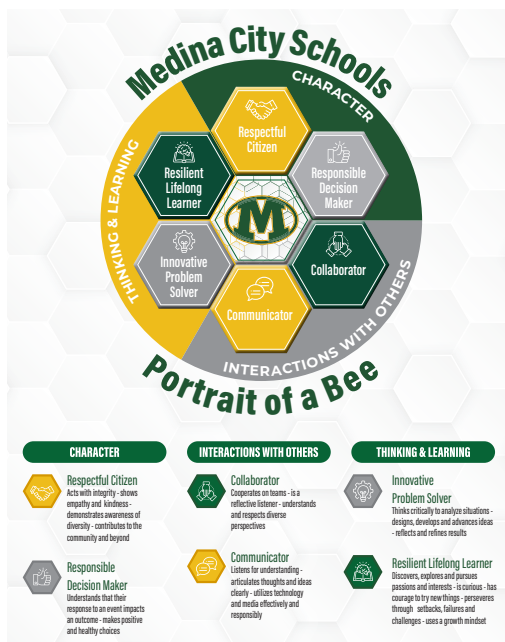 Medina City Schools
CHARACTER
THINKING & LEARNING
INTERACTIONS WITH OTHERS
Respectful
Citizen
Resilient
Lifelong
Learner
Responsible
Decision
Maker
M
Innovative
Problem
Solver
Collaborator
Communicator
Portrait of a Bee
CHARACTER
Respectful Citizen
Acts with integrity - shows
empathy and kindness -
demonstrates awareness of
diversity - contributes to the
community and beyond
Responsible
Decision Maker
Understands that their
response to an event impacts
an outcome - makes positive
and healthy choices
INTERACTIONS WITH OTHERS
Collaborator
Cooperates on teams - is a
reflective listener - understands
and respects diverse
perspectives
Communicator
Listens for understanding -
articulates thoughts and ideas
clearly - utilizes technology
and media effectively and
responsibly
THINKING & LEARNING
Innovative
Problem Solver
Thinks critically to analyze situations -
designs, develops and advances ideas
- reflects and refines results
Resilient Lifelong Learner
Discovers, explores and pursues
passions and interests - is curious - has
courage to try new things - perseveres
through setbacks, failures and
challenges - uses a growth mindset